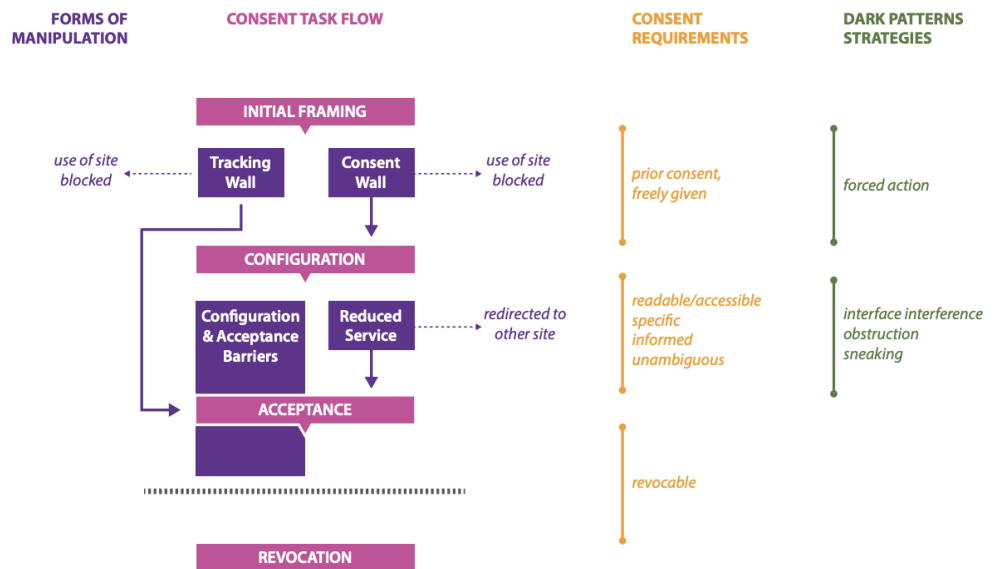 FORMS OF
MANIPULATION
CONSENT TASK FLOW
CONSENT
REQUIREMENTS
DARK PATTERNS
STRATEGIES
INITIAL FRAMING
use of site
blocked
Tracking
Wall
Consent
Wall
use of site
blocked
prior consent,
freely given
forced action
CONFIGURATION
Configuration
& Acceptance
Barriers
Reduced
Service
redirected to
other site
readable/accessible
specific
informed
unambiguous
interface interference
obstruction
sneaking
ACCEPTANCE
revocable
REVOCATION